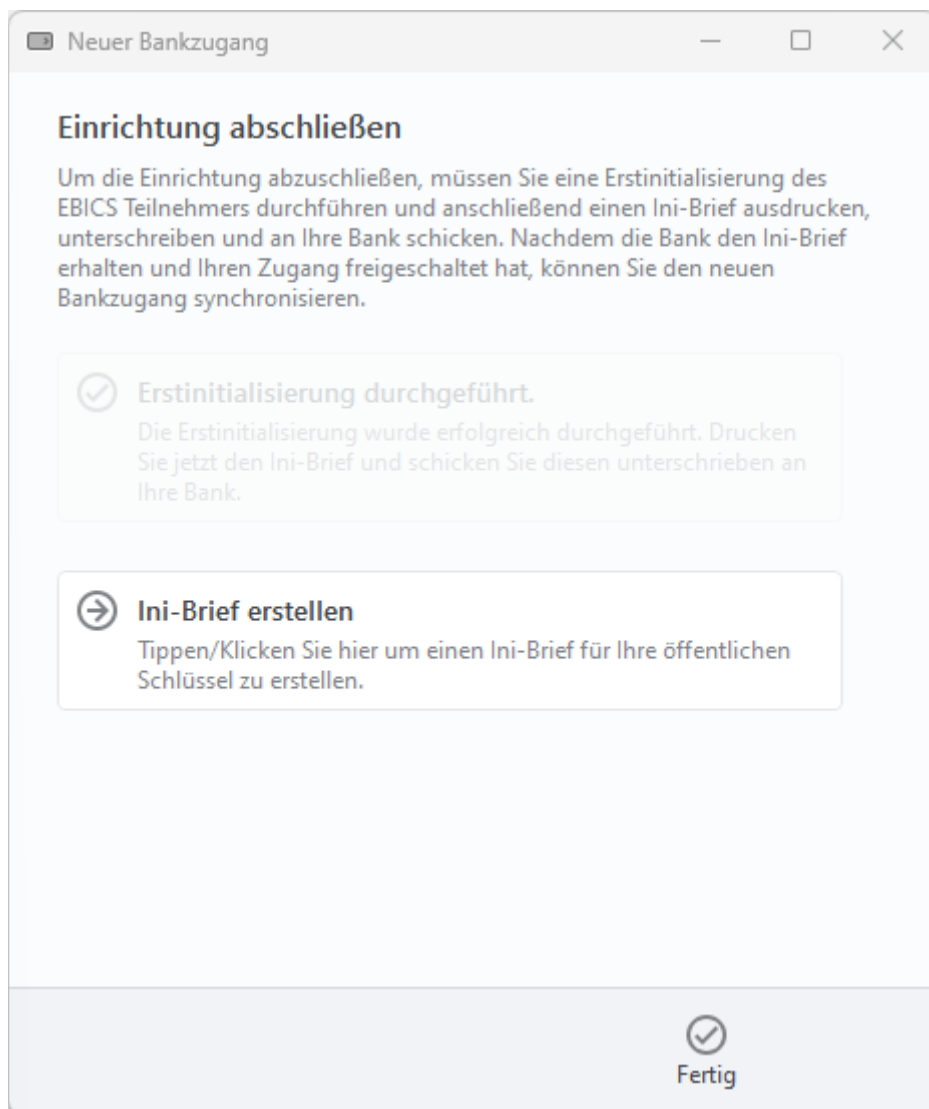 Neuer Bankzugang
Einrichtung abschließen
Um die Einrichtung abzuschließen, müssen Sie eine Erstinitialisierung des
EBICS Teilnehmers durchführen und anschließend einen Ini-Brief ausdrucken,
unterschreiben und an Ihre Bank schicken. Nachdem die Bank den Ini-Brief
erhalten und Ihren Zugang freigeschaltet hat, können Sie den neuen
Bankzugang synchronisieren.
Erstinitialisierung durchgeführt.
Die Erstinitialisierung wurde erfolgreich durchgeführt. Drucken
Sie jetzt den Ini-Brief und schicken Sie diesen unterschrieben an
Ihre Bank.
Ini-Brief erstellen
Tippen/Klicken Sie hier um einen Ini-Brief für Ihre öffentlichen
Schlüssel zu erstellen.
Fertig